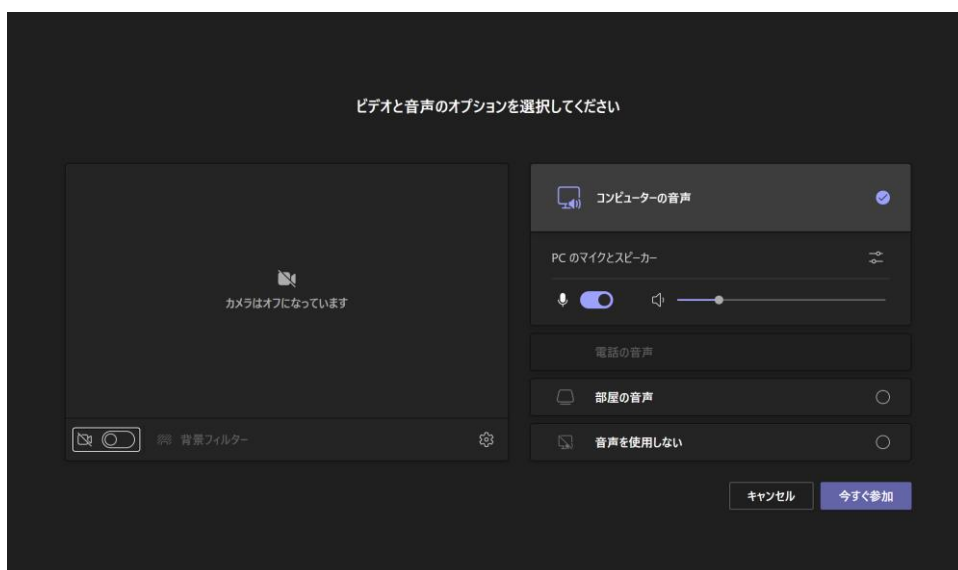 ビデオと音声のオプションを選択してください
カメラはオフになっています
背景フィルター
コンピューターの音声
PC のマイクとスピーカー
電話の音声
部屋の音声
音声を使用しない
キャンセル
今すぐ参加